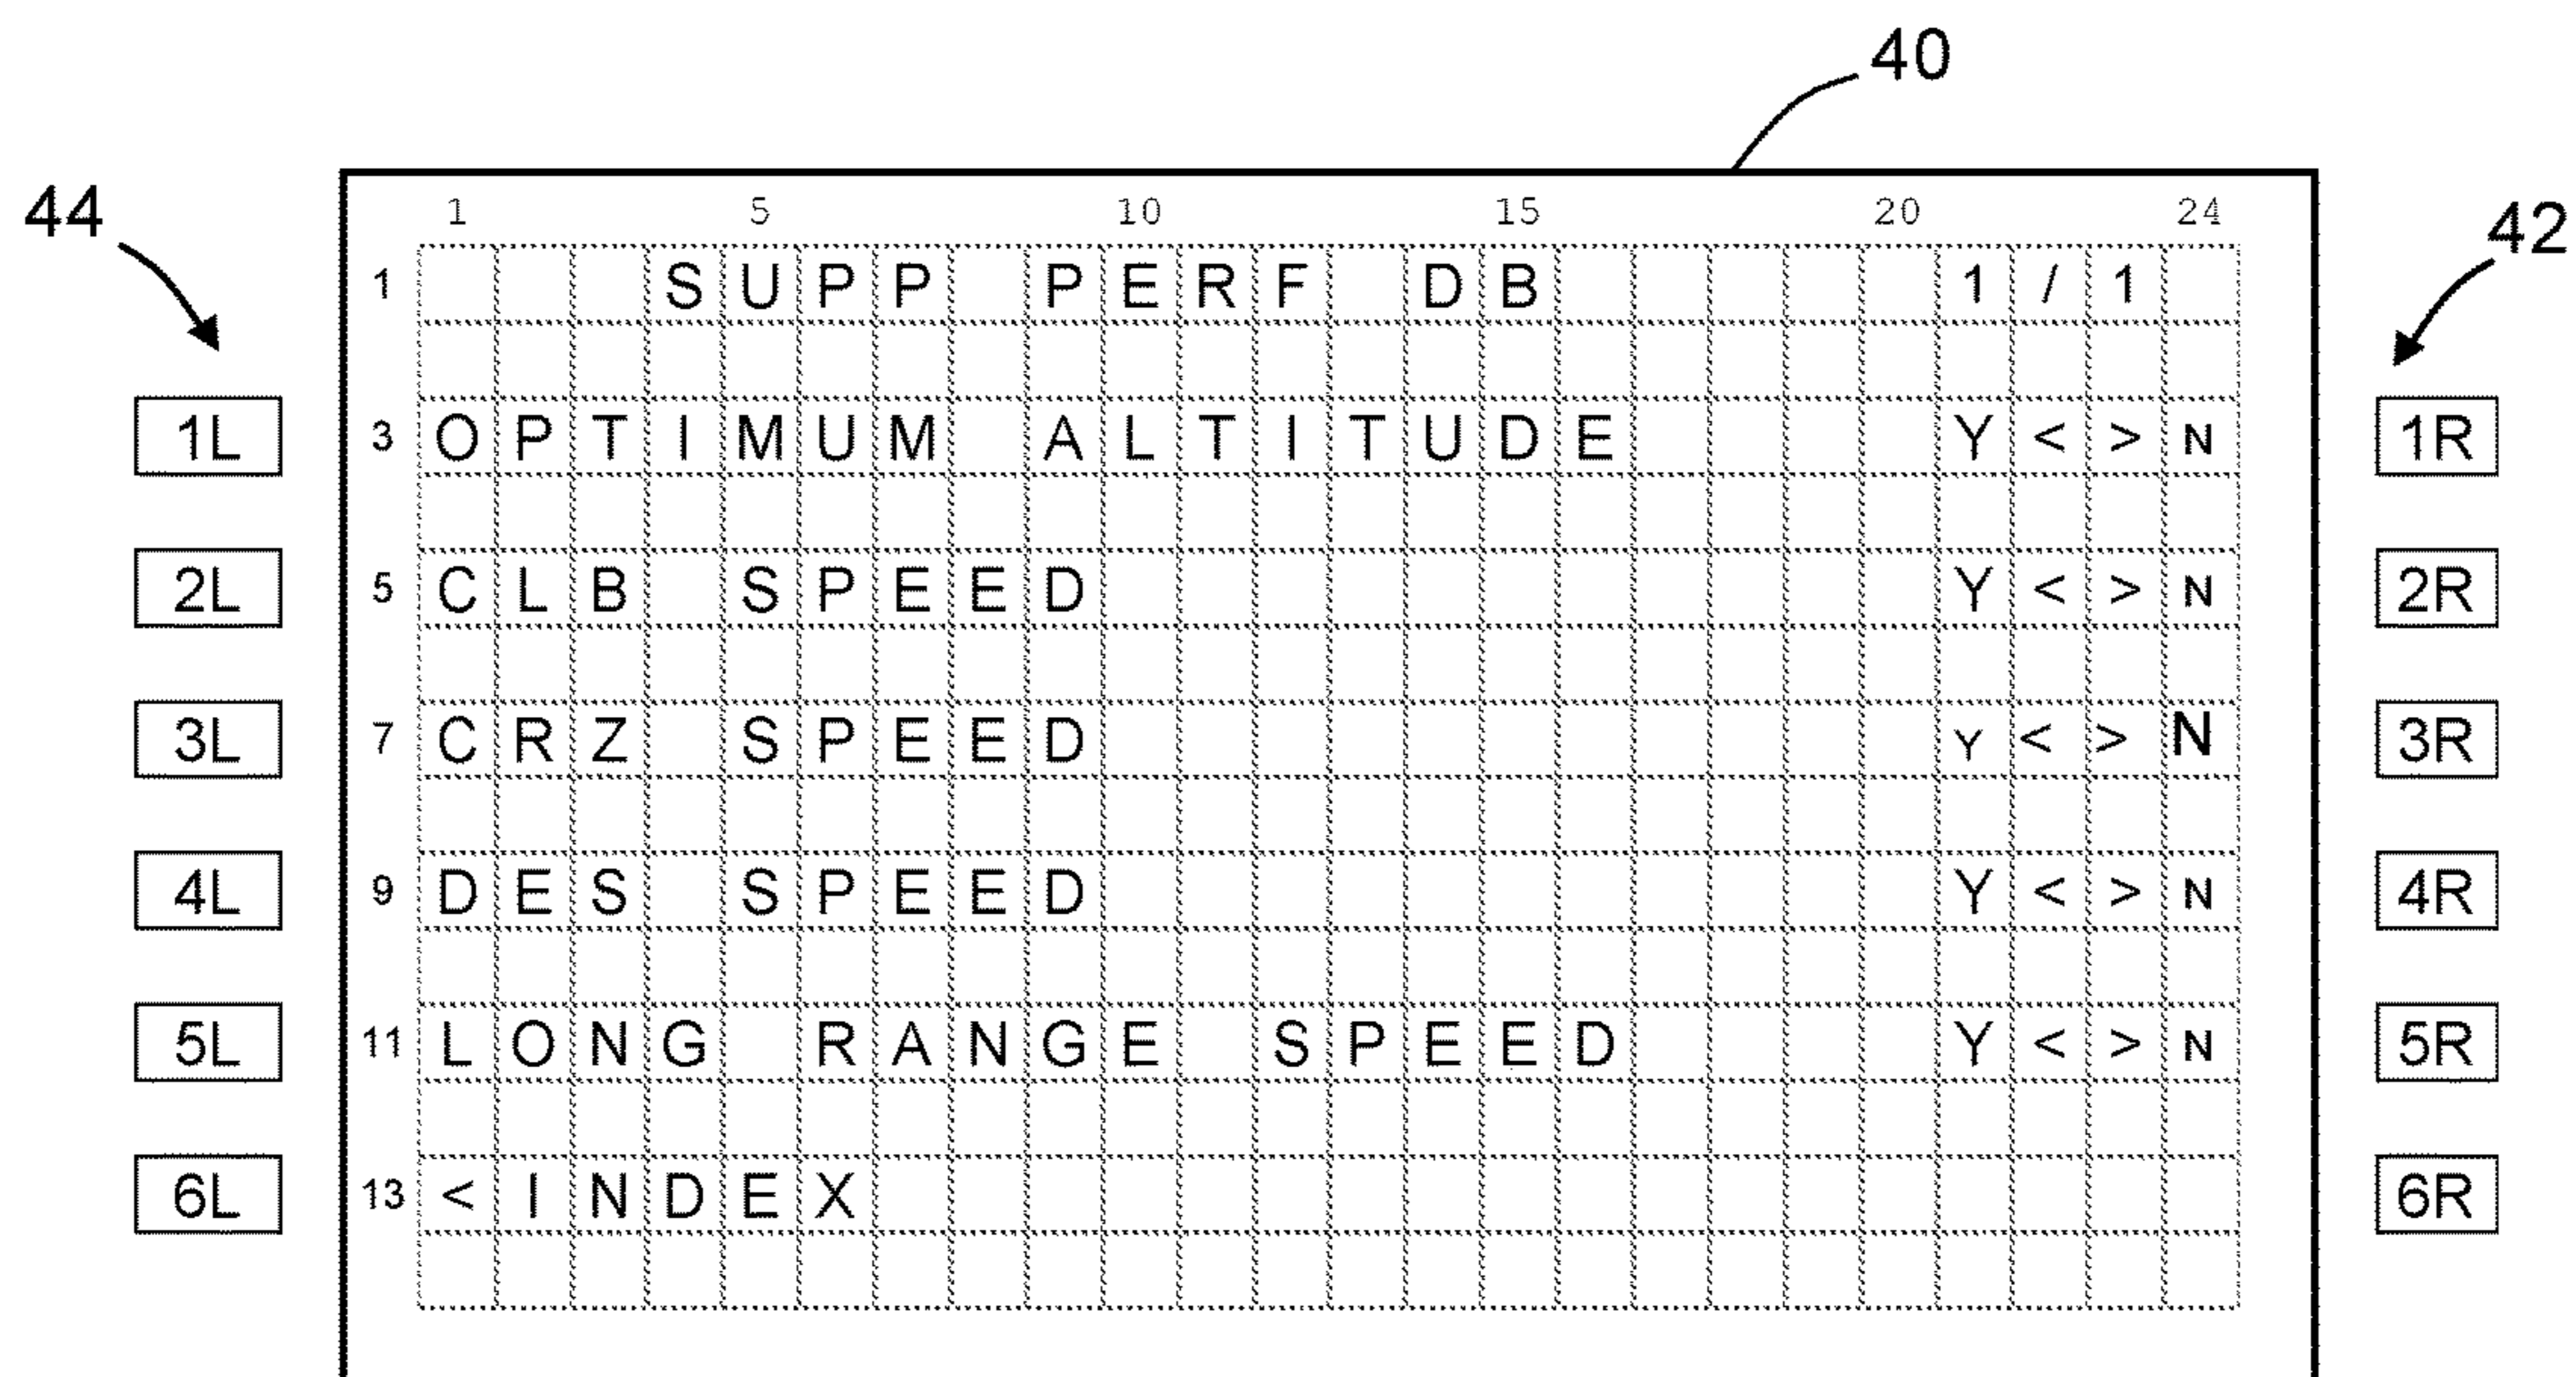 40
44
42
1 5 10 15 20 24
1 SUPP PERF DB 1/1
1L 3 OPTIMUM ALTITUDE Y<>N 1R
2L 5 CLB SPEED Y<>N 2R
3L 7 CRZ SPEED Y<>N 3R
4L 9 DES SPEED Y<>N 4R
5L 11 LONG RANGE SPEED Y<>N 5R
6L 13 <INDEX 6R